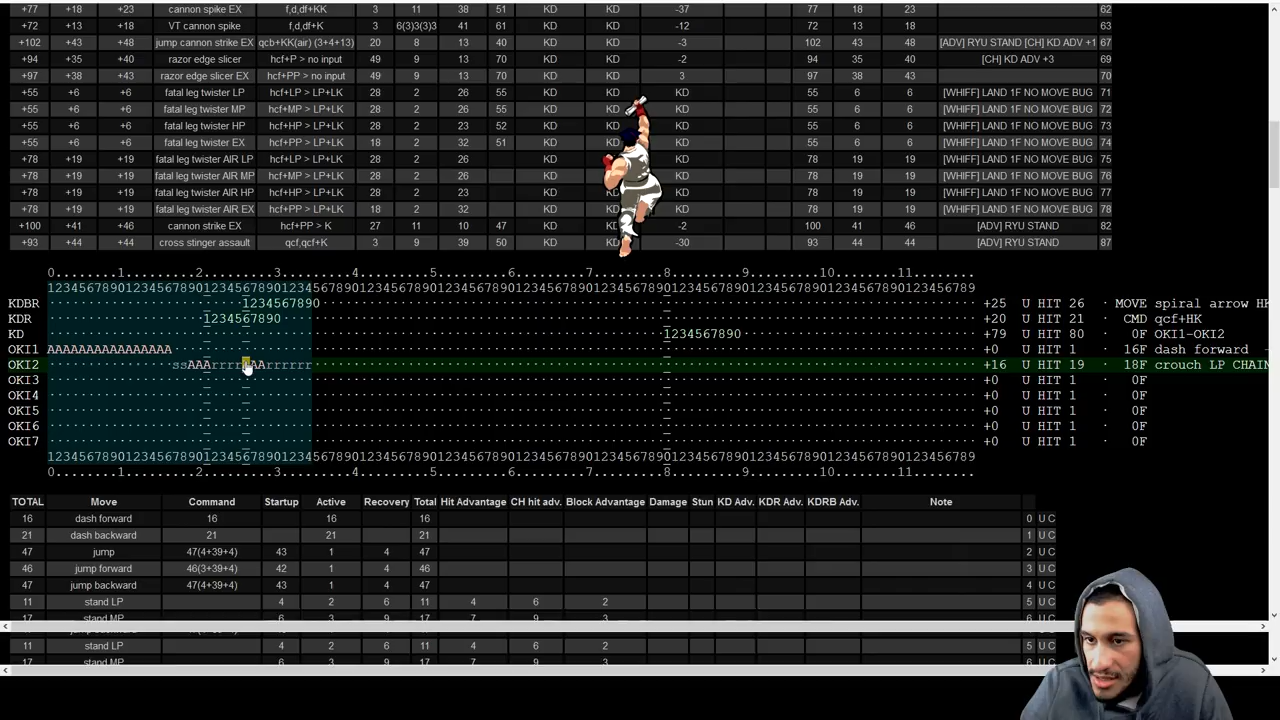 +77 +18 +23 cannon spike EX f,d,df+KK 3 11 38 51 KD KD -37 77 18 23 62
+72 +13 +18 VT cannon spike f,d,df+K 3 6(3)3(3)3 41 61 KD KD -12 72 13 18 63
+102 +43 +48 jump cannon strike EX qcb+KK(air) (3+4+13) 20 8 13 40 KD KD -3 102 43 48 [ADV] RYU STAND [CH] KD ADV +1 67
+94 +35 +40 razor edge slicer hcf+P > no input 49 9 13 70 KD KD -2 94 35 40 [CH] KD ADV +3 69
+97 +38 +43 razor edge slicer EX hcf+PP > no input 49 9 13 70 KD KD 3 97 38 43 70
+55 +6 +6 fatal leg twister LP hcf+LP > LP+LK 28 2 26 55 KD KD KD 55 6 6 [WHIFF] LAND 1F NO MOVE BUG 71
+55 +6 +6 fatal leg twister MP hcf+MP > LP+LK 28 2 26 55 KD KD 55 6 6 [WHIFF] LAND 1F NO MOVE BUG 72
+55 +6 +6 fatal leg twister HP hcf+HP > LP+LK 28 2 23 52 KD KD 55 6 6 [WHIFF] LAND 1F NO MOVE BUG 73
+55 +6 +6 fatal leg twister EX hcf+PP > LP+LK 18 2 32 51 KD KD 55 6 6 [WHIFF] LAND 1F NO MOVE BUG 74
+78 +19 +19 fatal leg twister AIR LP hcf+LP > LP+LK 28 2 26 KD KD 78 19 19 [WHIFF] LAND 1F NO MOVE BUG 75
+78 +19 +19 fatal leg twister AIR MP hcf+MP > LP+LK 28 2 26 KD KD 78 19 19 [WHIFF] LAND 1F NO MOVE BUG 76
+78 +19 +19 fatal leg twister AIR HP hcf+HP > LP+LK 28 2 23 KD KD 78 19 19 [WHIFF] LAND 1F NO MOVE BUG 77
+78 +19 +19 fatal leg twister AIR EX hcf+PP > LP+LK 18 2 32 KD KD KD 78 19 19 [WHIFF] LAND 1F NO MOVE BUG 78
+100 +41 +46 cannon strike EX hcf+PP > K 27 11 10 47 KD KD -2 100 41 46 [ADV] RYU STAND 82
+93 +44 +44 cross stinger assault qcf,qcf+K 3 9 39 50 KD KD -30 93 44 44 [ADV] RYU STAND 87
0.........1.........2.........3.........4.........5.........6.........7.........8.........9.........10........11........
123456789012345678901234567890123456789012345678901234567890123456789012345678901234567890123456789012345678901234567890123456789
KDBR 1234567890 +25 U HIT 26 · MOVE spiral arrow HK
KDR 1234567890 +20 U HIT 21 · CMD qcf+HK
KD 1234567890 +79 U HIT 80 · 0F OKI1-OKI2
OKI1 AAAAAAAAAAAAAAAA +0 U HIT 1 · 16F dash forward
OKI2 ssAAArrrr AArrrrrr +16 U HIT 19 · 18F crouch LP CHAIN
OKI3 +0 U HIT 1 · 0F
OKI4 +0 U HIT 1 · 0F
OKI5 +0 U HIT 1 · 0F
OKI6 +0 U HIT 1 · 0F
OKI7 +0 U HIT 1 · 0F
123456789012345678901234567890123456789012345678901234567890123456789012345678901234567890123456789012345678901234567890123456789
0.........1.........2.........3.........4.........5.........6.........7.........8.........9.........10........11........
TOTAL Move Command Startup Active Recovery Total Hit Advantage CH hit adv. Block Advantage Damage Stun KD Adv. KDR Adv. KDRB Adv. Note
16 dash forward 16 16 16 0 U C
21 dash backward 21 21 21 1 U C
47 jump 47(4+39+4) 43 1 4 47 2 U C
46 jump forward 46(3+39+4) 42 1 4 46 3 U C
47 jump backward 47(4+39+4) 43 1 4 47 4 U C
11 stand LP 4 2 6 11 4 6 2 5 U C
17 stand MP 6 3 9 17 7 9 3 6 U C
11 stand LP 4 2 6 11 4 6 2 5 U C
17 stand MP 6 3 9 17 7 9 3 6 U C